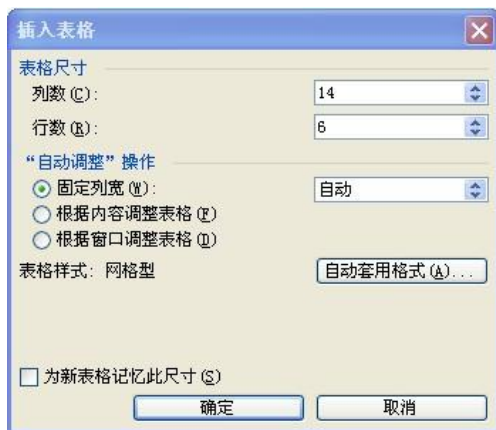 插入表格
表格尺寸
列数(C): 14
行数(R): 6
“自动调整”操作
固定列宽(W): 自动
根据内容调整表格(F)
根据窗口调整表格(D)
表格样式: 网格型 自动套用格式(A)...
为新表格记忆此尺寸(S)
确定 取消